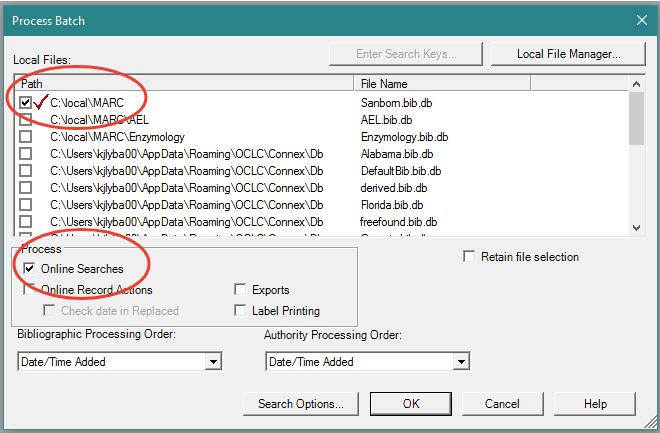 Process Batch
Enter Search Keys...
Local File Manager...
Local Files:
Path File Name
C:\local\MARC Sanborn.bib.db
C:\local\MARC\AEL AEL.bib.db
C:\local\MARC\Enzymology Enzymology.bib.db
C:\Users\kjlyba00\AppData\Roaming\OCLC\Connex\Db Alabama.bib.db
C:\Users\kjlyba00\AppData\Roaming\OCLC\Connex\Db DefaultBib.bib.db
C:\Users\kjlyba00\AppData\Roaming\OCLC\Connex\Db derived.bib.db
C:\Users\kjlyba00\AppData\Roaming\OCLC\Connex\Db Florida.bib.db
C:\Users\kjlyba00\AppData\Roaming\OCLC\Connex\Db freefound.bib.db
Process
Online Searches
Retain file selection
Online Record Actions Exports
Check date in Replaced Label Printing
Bibliographic Processing Order: Authority Processing Order:
Date/Time Added Date/Time Added
Search Options... OK Cancel Help